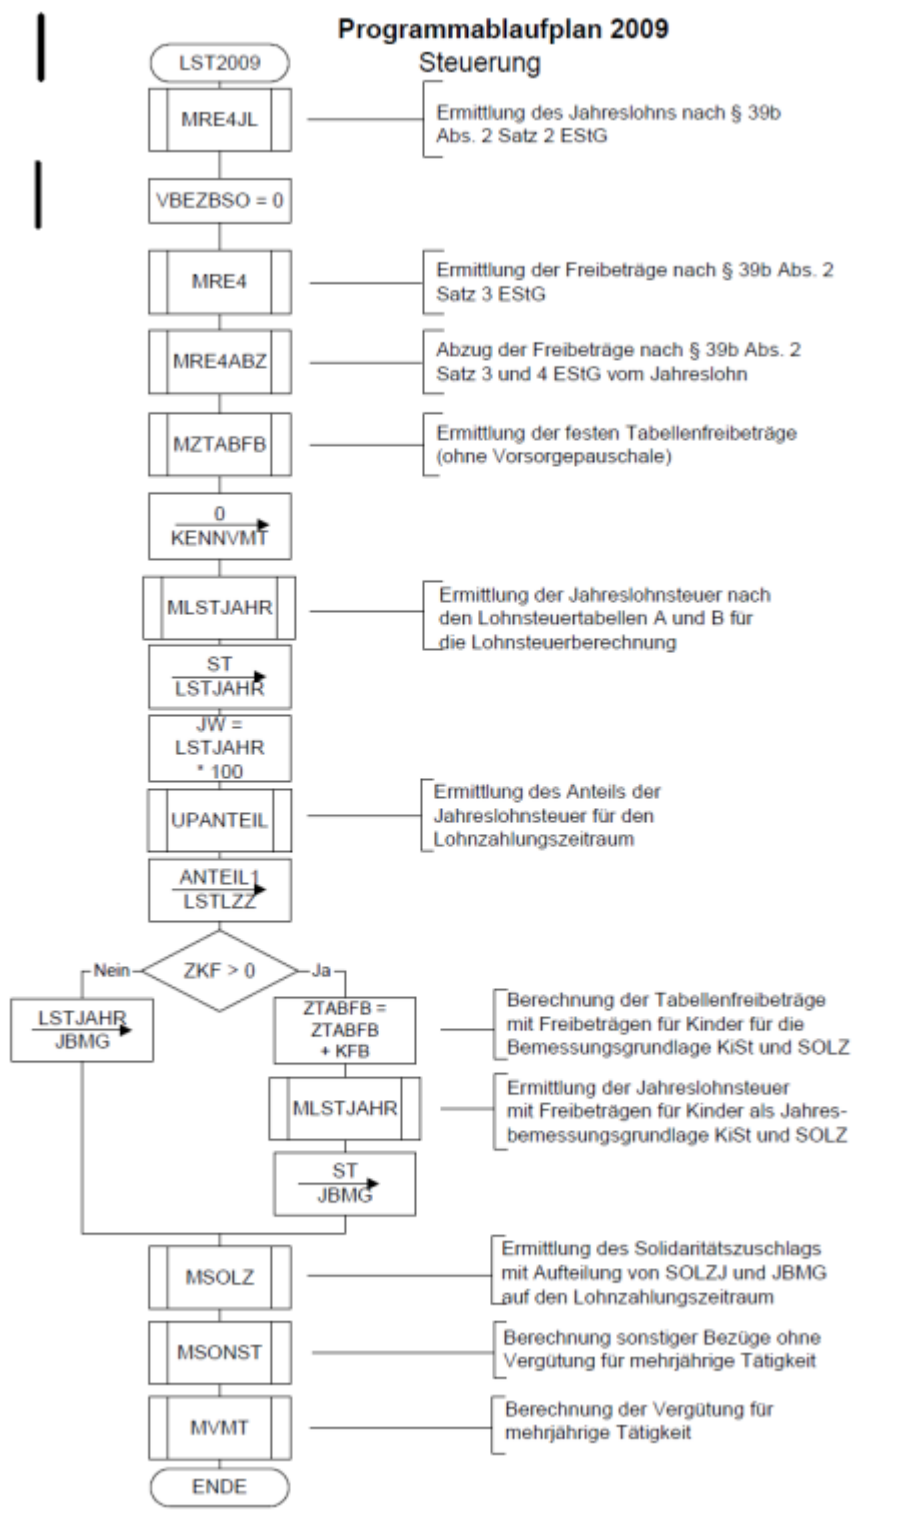 Programmablaufplan 2009
Steuerung
LST2009
MRE4JL
Ermittlung des Jahreslohns nach § 39b
Abs. 2 Satz 2 EStG
VBEZBSO = 0
MRE4
Ermittlung der Freibeträge nach § 39b Abs. 2
Satz 3 EStG
MRE4ABZ
Abzug der Freibeträge nach § 39b Abs. 2
Satz 3 und 4 EStG vom Jahreslohn
MZTABFB
Ermittlung der festen Tabellenfreibeträge
(ohne Vorsorgepauschale)
0
KENNVMT
MLSTJAHR
Ermittlung der Jahreslohnsteuer nach
den Lohnsteuertabellen A und B für
die Lohnsteuerberechnung
ST
LSTJAHR
JW =
LSTJAHR
* 100
UPANTEIL
Ermittlung des Anteils der
Jahreslohnsteuer für den
Lohnzahlungszeitraum
ANTEIL1
LSTLZZ
Nein
ZKF > 0
Ja
LSTJAHR
JBMG
ZTABFB =
ZTABFB
+ KFB
Berechnung der Tabellenfreibeträge
mit Freibeträgen für Kinder für die
Bemessungsgrundlage KiSt und SOLZ
MLSTJAHR
Ermittlung der Jahreslohnsteuer
mit Freibeträgen für Kinder als Jahres-
bemessungsgrundlage KiSt und SOLZ
ST
JBMG
MSOLZ
Ermittlung des Solidaritätszuschlags
mit Aufteilung von SOLZJ und JBMG
auf den Lohnzahlungszeitraum
MSONST
Berechnung sonstiger Bezüge ohne
Vergütung für mehrjährige Tätigkeit
MVMT
Berechnung der Vergütung für
mehrjährige Tätigkeit
ENDE